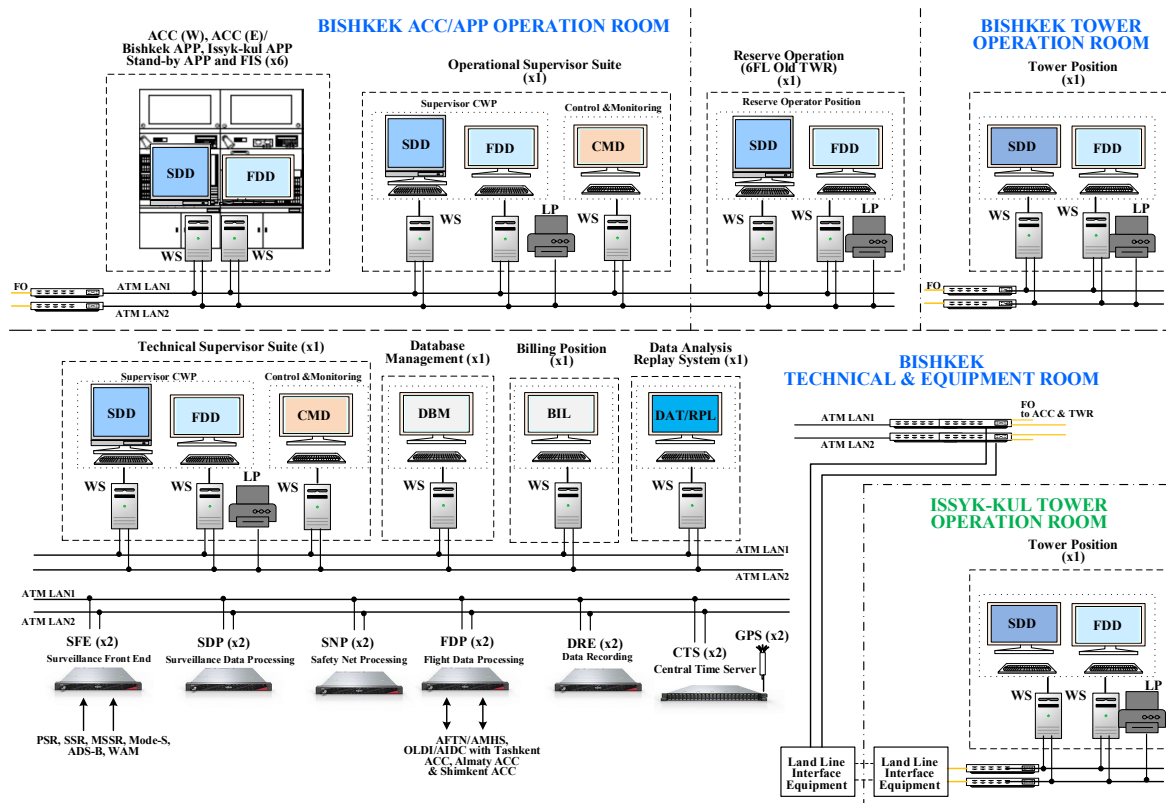 BISHKEK ACC/APP OPERATION ROOM
ACC (W), ACC (E)/
Bishkek APP, Issyk-kul APP
Stand-by APP and FIS (x6)
SDD
FDD
WS
WS
Operational Supervisor Suite
(x1)
Supervisor CWP
Control &Monitoring
SDD
FDD
CMD
WS
LP
WS
Reserve Operation
(6FL Old TWR)
(x1)
Reserve Operator Position
SDD
FDD
WS
LP
FO
ATM LAN1
ATM LAN2
BISHKEK TOWER
OPERATION ROOM
Tower Position
(x1)
SDD
FDD
WS
WS
LP
FO
Technical Supervisor Suite (x1)
Supervisor CWP
Control &Monitoring
SDD
FDD
CMD
WS
LP
WS
Database
Management (x1)
DBM
WS
Billing Position
(x1)
BIL
WS
Data Analysis
Replay System (x1)
DAT/RPL
WS
ATM LAN1
ATM LAN2
BISHKEK
TECHNICAL & EQUIPMENT ROOM
FO
to ACC & TWR
ATM LAN1
ATM LAN2
ATM LAN1
ATM LAN2
SFE (x2)
Surveillance Front End
SDP (x2)
Surveillance Data Processing
SNP (x2)
Safety Net Processing
FDP (x2)
Flight Data Processing
DRE (x2)
Data Recording
CTS (x2)
Central Time Server
GPS (x2)
PSR, SSR, MSSR, Mode-S,
ADS-B, WAM
AFTN/AMHS,
OLDI/AIDC with Tashkent
ACC, Almaty ACC
& Shimkent ACC
ISSYK-KUL TOWER
OPERATION ROOM
Tower Position
(x1)
SDD
FDD
WS
WS
LP
Land Line
Interface
Equipment
Land Line
Interface
Equipment